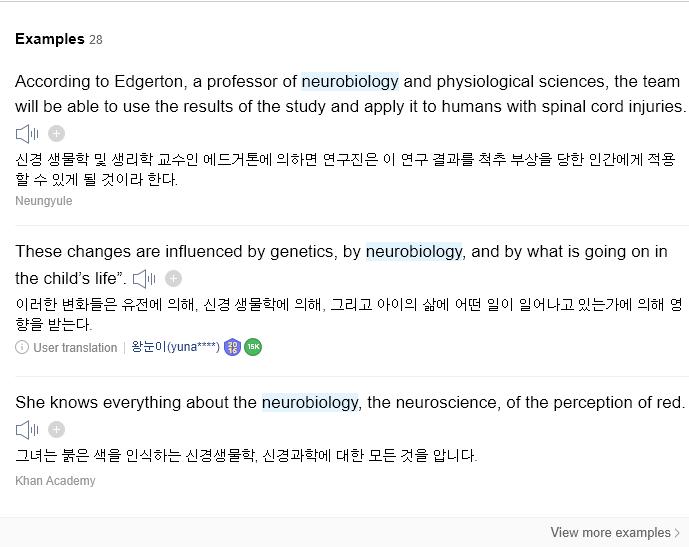 Examples 28
According to Edgerton, a professor of neurobiology and physiological sciences, the team
will be able to use the results of the study and apply it to humans with spinal cord injuries.
신경 생물학 및 생리학 교수인 에드거톤에 의하면 연구진은 이 연구 결과를 척추 부상을 당한 인간에게 적용
할 수 있게 될 것이라 한다.
Neungyule
These changes are influenced by genetics, by neurobiology, and by what is going on in
the child’s life”.
이러한 변화들은 유전에 의해, 신경 생물학에 의해, 그리고 아이의 삶에 어떤 일이 일어나고 있는가에 의해 영
향을 받는다.
User translation | 왕눈이(yuna****) 2016 15K
She knows everything about the neurobiology, the neuroscience, of the perception of red.
그녀는 붉은 색을 인식하는 신경생물학, 신경과학에 대한 모든 것을 압니다.
Khan Academy
View more examples